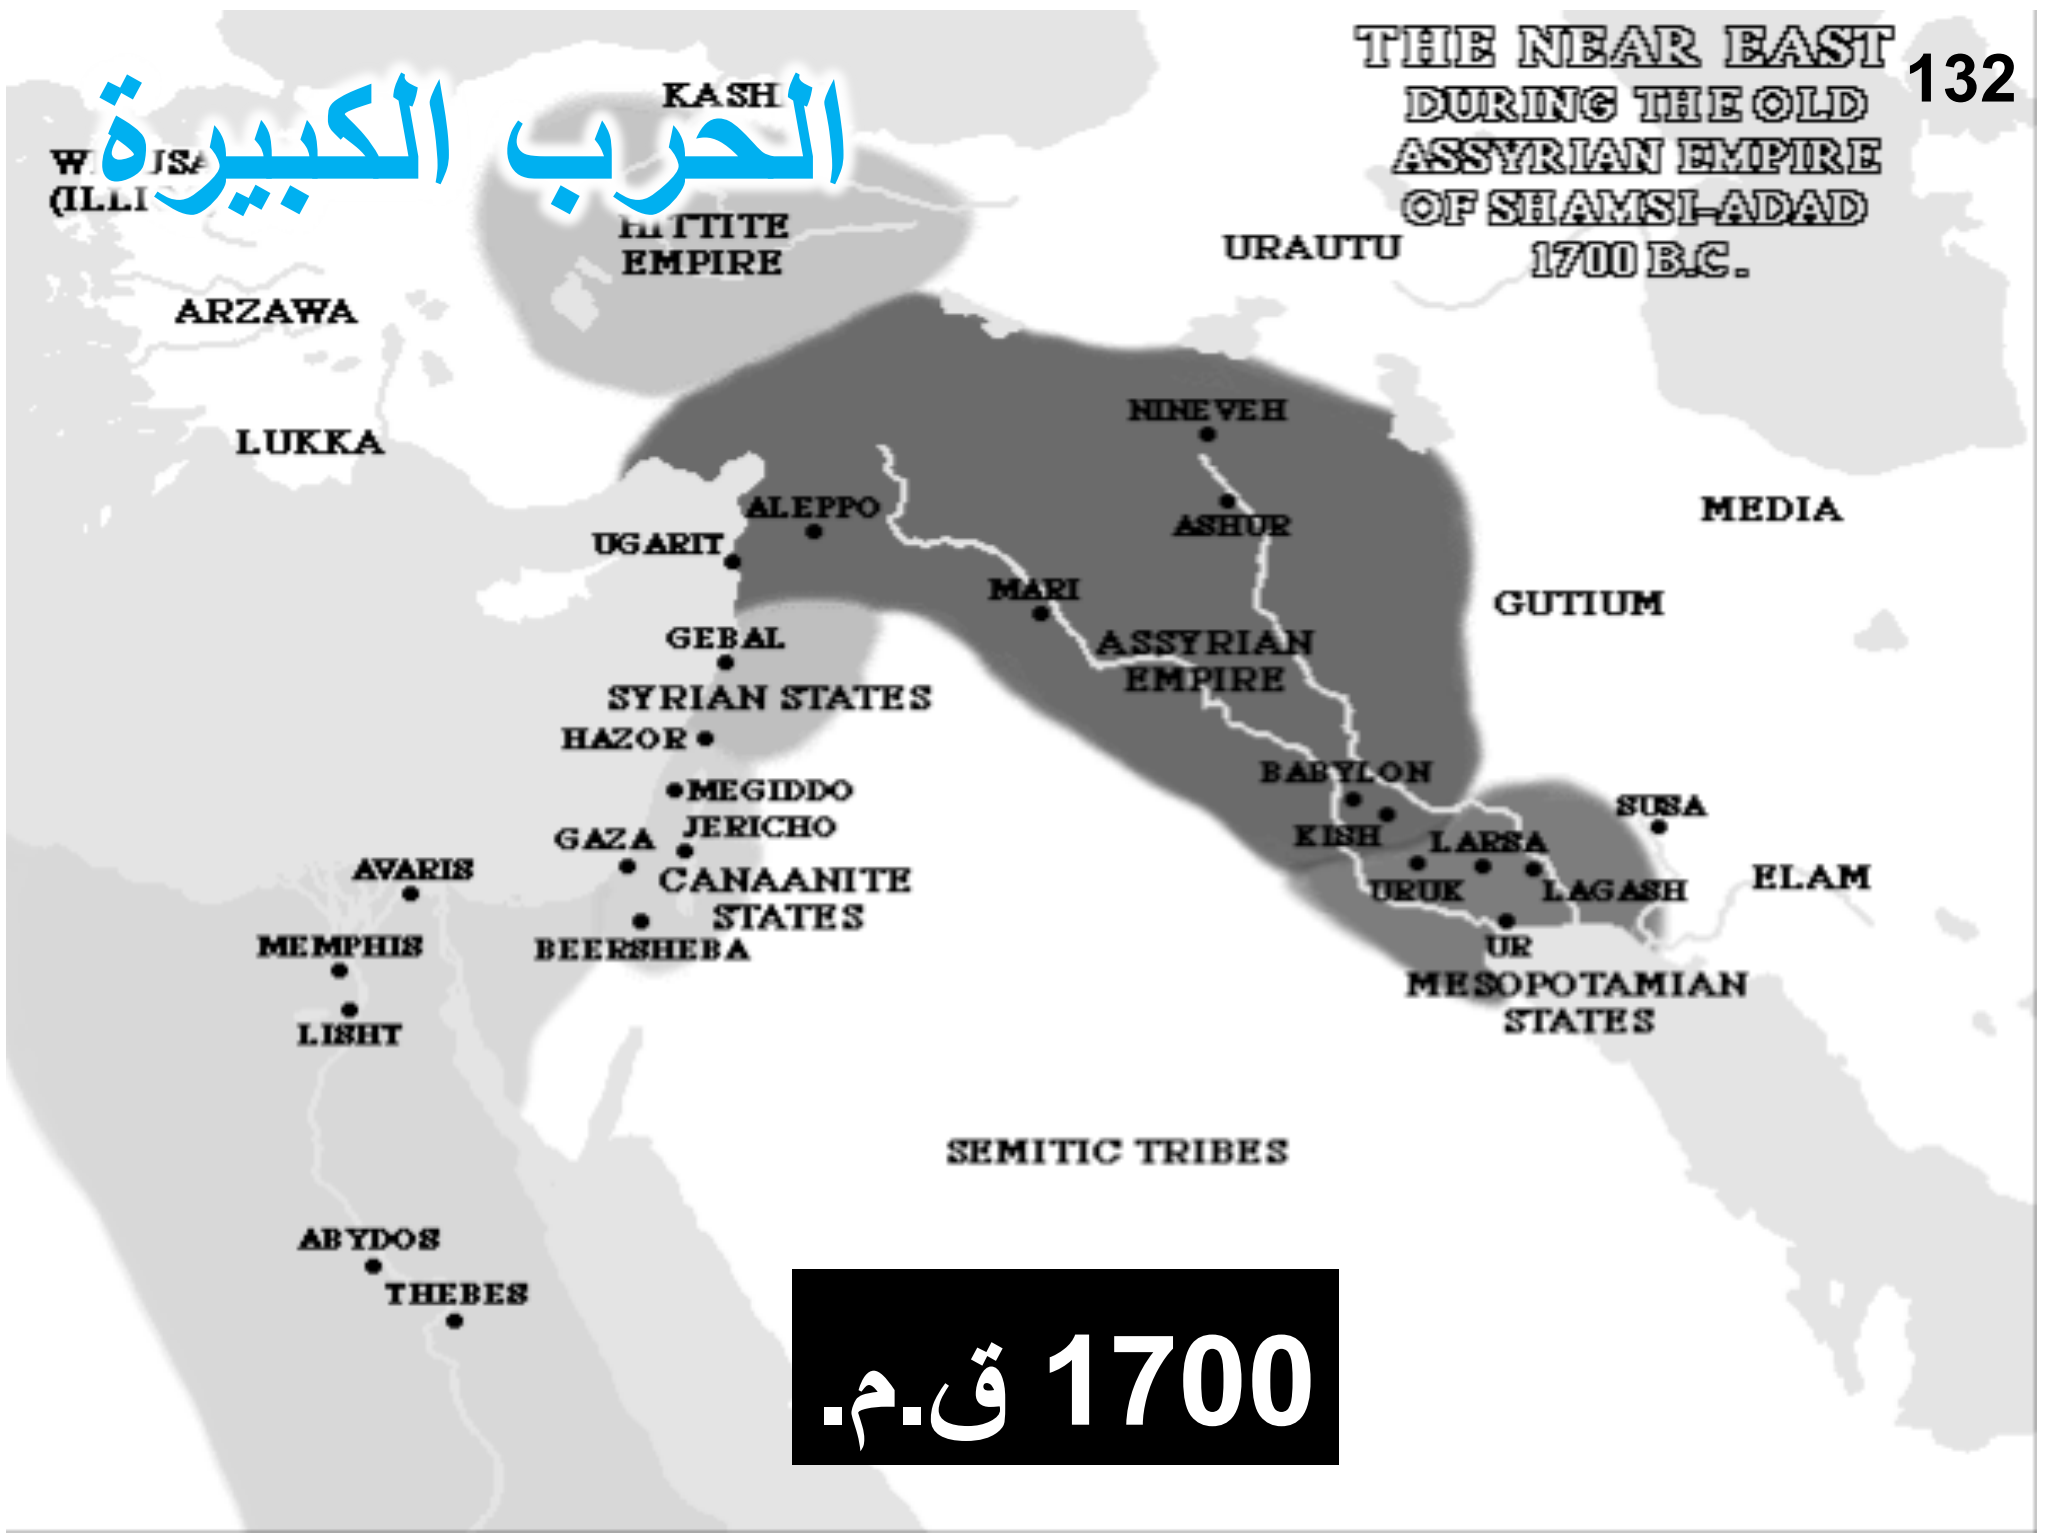 THE NEAR EAST
DURING THE OLD
ASSYRIAN EMPIRE
OF SHAMSI-ADAD
1700 B.C.
132
الحرب الكبيرة
KASH
(ILLI
HITTITE
EMPIRE
URAUTU
ARZAWA
LUKKA
NINEVEH
ASHUR
MEDIA
ALEPPO
UGARIT
MARI
GUTIUM
GEBAL
ASSYRIAN
EMPIRE
SYRIAN STATES
HAZOR
MEGIDDO
BABYLON
SUSA
JERICHO
GAZA
KISH
LARSA
AVARIS
CANAANITE
STATES
URUK
LAGASH
ELAM
MEMPHIS
BEERSHEBA
UR
LISHT
MESOPOTAMIAN
STATES
SEMITIC TRIBES
ABYDOS
THEBES
1700 ق.م.